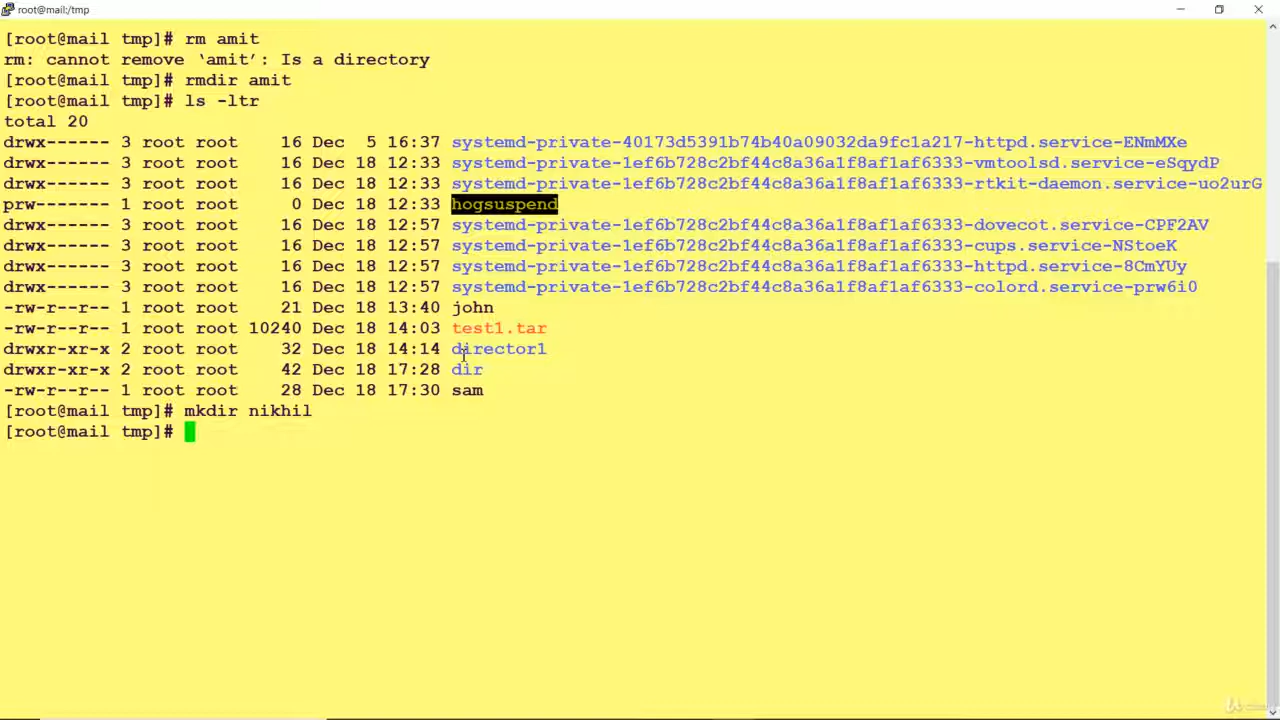 root@mail:/tmp
[root@mail tmp]# rm amit
rm: cannot remove ‘amit’: Is a directory
[root@mail tmp]# rmdir amit
[root@mail tmp]# ls -ltr
total 20
drwx------ 3 root root    16 Dec  5 16:37 systemd-private-40173d5391b74b40a09032da9fc1a217-httpd.service-ENmMXe
drwx------ 3 root root    16 Dec 18 12:33 systemd-private-1ef6b728c2bf44c8a36a1f8af1af6333-vmtoolsd.service-eSqydP
drwx------ 3 root root    16 Dec 18 12:33 systemd-private-1ef6b728c2bf44c8a36a1f8af1af6333-rtkit-daemon.service-uo2urG
prw------- 1 root root     0 Dec 18 12:33 hogsuspend
drwx------ 3 root root    16 Dec 18 12:57 systemd-private-1ef6b728c2bf44c8a36a1f8af1af6333-dovecot.service-CPF2AV
drwx------ 3 root root    16 Dec 18 12:57 systemd-private-1ef6b728c2bf44c8a36a1f8af1af6333-cups.service-NStoeK
drwx------ 3 root root    16 Dec 18 12:57 systemd-private-1ef6b728c2bf44c8a36a1f8af1af6333-httpd.service-8CmYUy
drwx------ 3 root root    16 Dec 18 12:57 systemd-private-1ef6b728c2bf44c8a36a1f8af1af6333-colord.service-prw6i0
-rw-r--r-- 1 root root    21 Dec 18 13:40 john
-rw-r--r-- 1 root root 10240 Dec 18 14:03 test1.tar
drwxr-xr-x 2 root root    32 Dec 18 14:14 director1
drwxr-xr-x 2 root root    42 Dec 18 17:28 dir
-rw-r--r-- 1 root root    28 Dec 18 17:30 sam
[root@mail tmp]# mkdir nikhil
[root@mail tmp]#